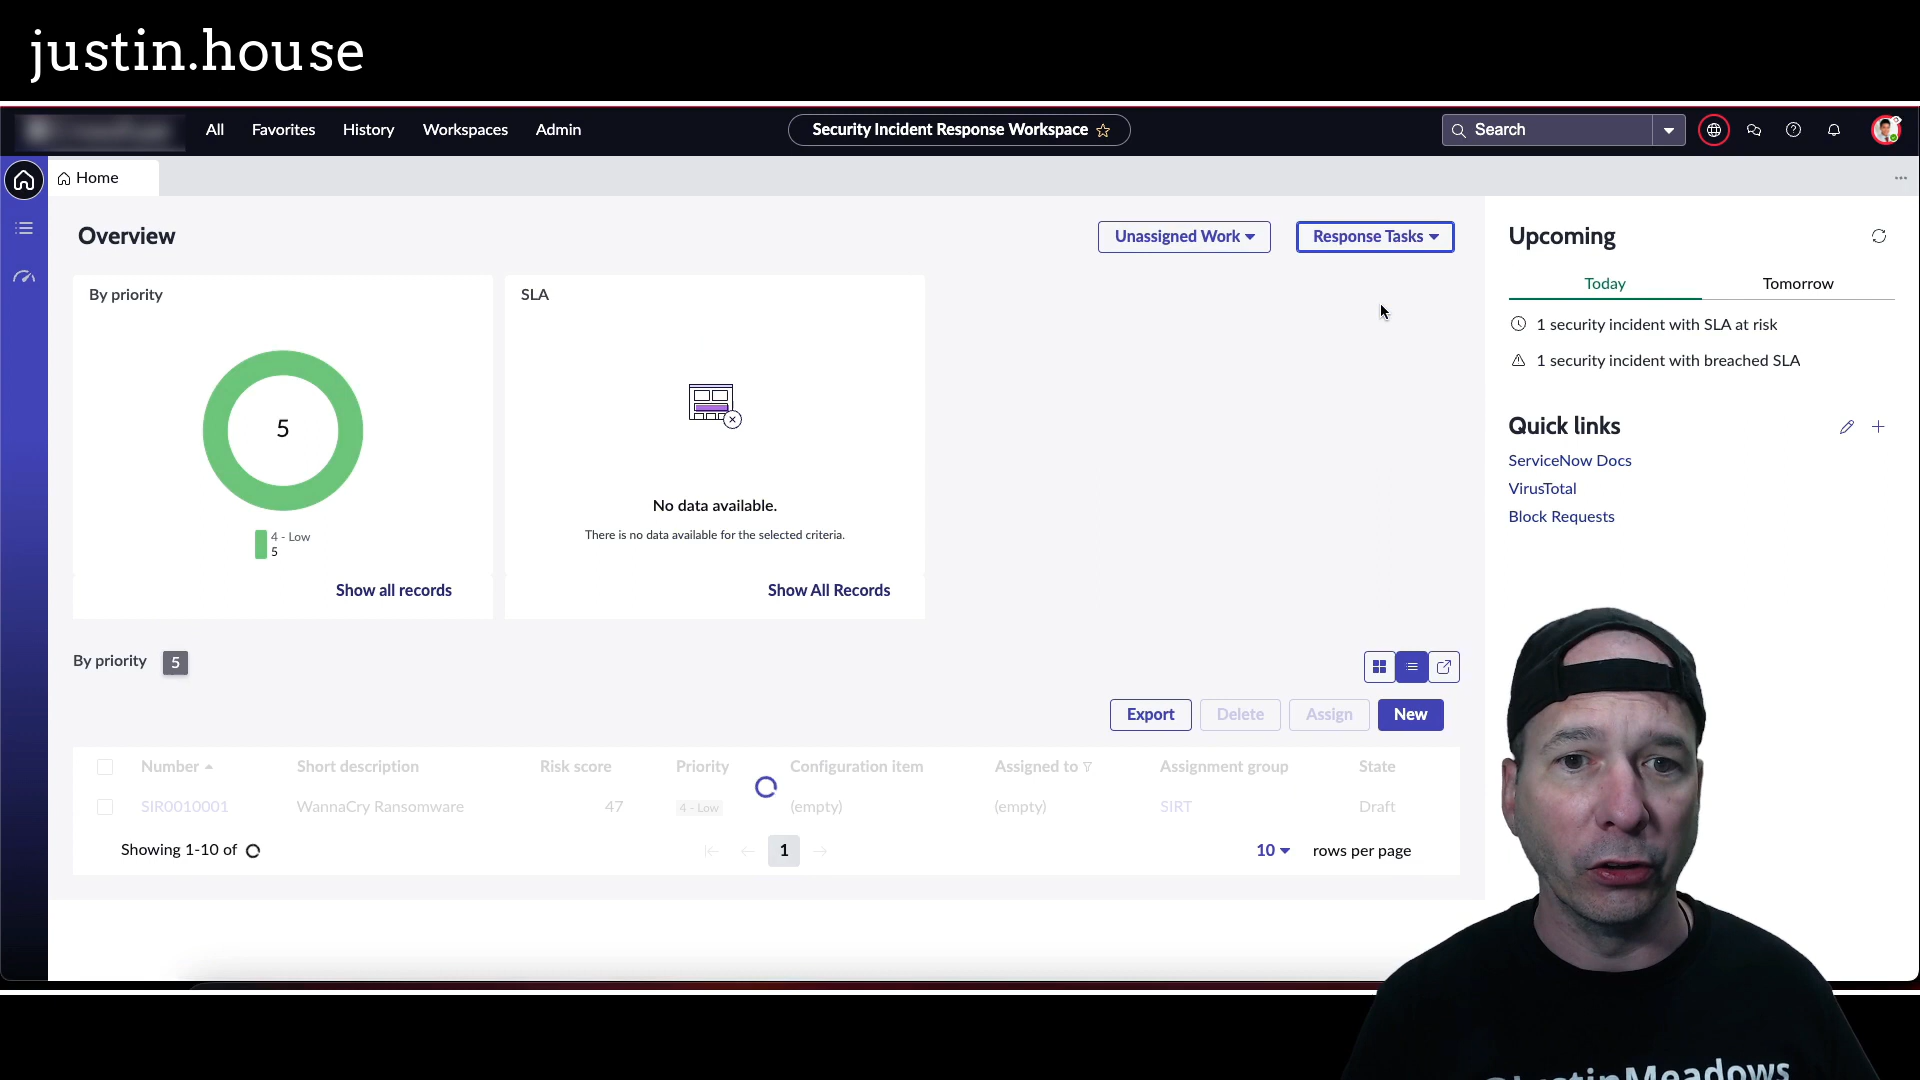 justin.house
All Favorites History Workspaces Admin
Security Incident Response Workspace
Search
Home
Overview
Unassigned Work
Response Tasks
By priority
5
4 - Low
5
Show all records
SLA
No data available.
There is no data available for the selected criteria.
Show All Records
Upcoming
Today
Tomorrow
1 security incident with SLA at risk
1 security incident with breached SLA
Quick links
ServiceNow Docs
VirusTotal
Block Requests
By priority 5
Export Delete Assign New
Number Short description Risk score Priority Configuration item Assigned to Assignment group State
SIR0010001 WannaCry Ransomware 47 4 - Low (empty) (empty) SIRT Draft
Showing 1-10 of
1
10 rows per page
@JustinMeadows